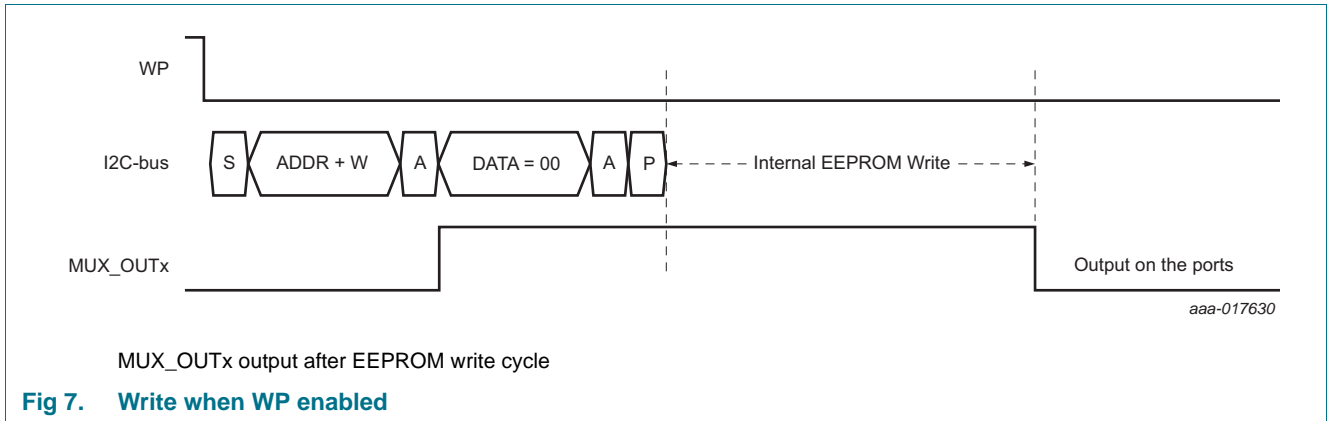 WP
I2C-bus S ADDR + W A DATA = 00 A P Internal EEPROM Write
MUX_OUTx Output on the ports
aaa-017630
MUX_OUTx output after EEPROM write cycle
Fig 7. Write when WP enabled